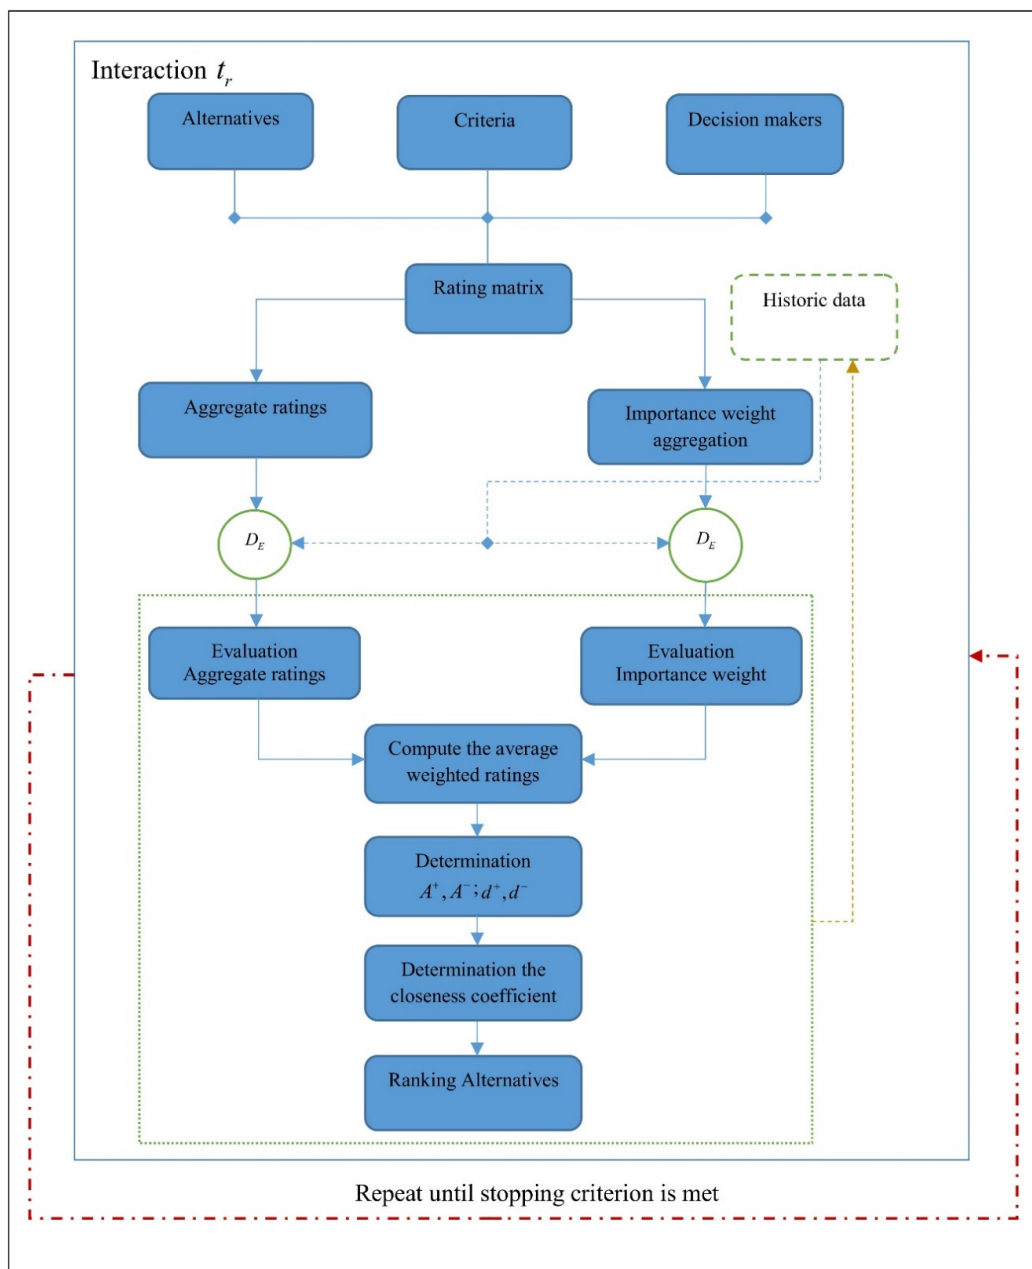 Interaction t_r
Alternatives
Criteria
Decision makers
Rating matrix
Historic data
Aggregate ratings
Importance weight
aggregation
D_E
D_E
Evaluation
Aggregate ratings
Evaluation
Importance weight
Compute the average
weighted ratings
Determination
A⁺, A⁻; d⁺, d⁻
Determination the
closeness coefficient
Ranking Alternatives
Repeat until stopping criterion is met